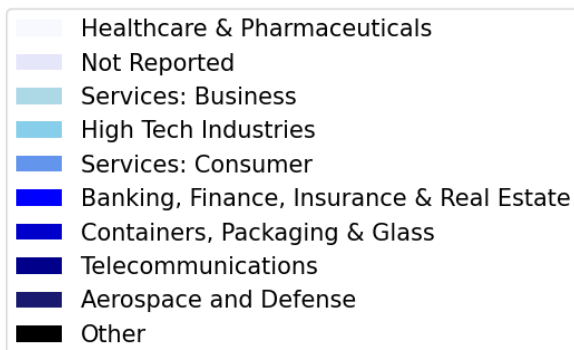 Healthcare & Pharmaceuticals
Not Reported
Services: Business
High Tech Industries
Services: Consumer
Banking, Finance, Insurance & Real Estate
Containers, Packaging & Glass
Telecommunications
Aerospace and Defense
Other